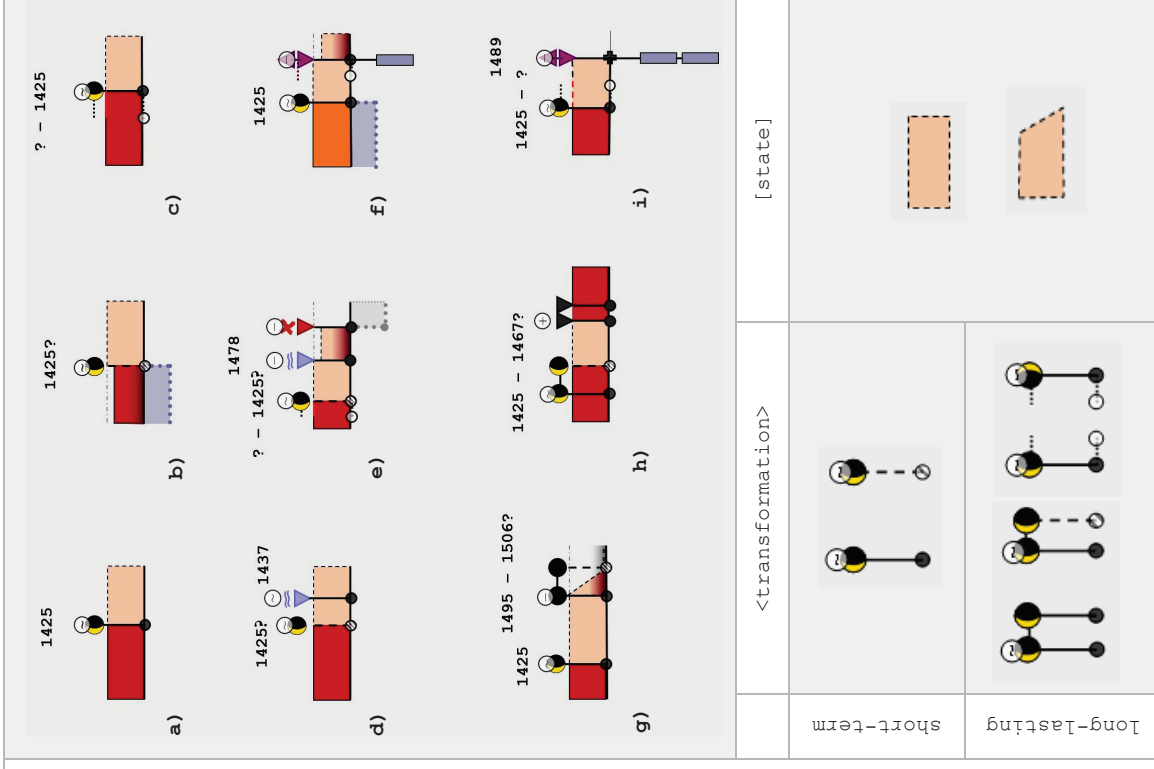 1425
a)
1425?
b)
? – 1425
c)
1425? 1437
d)
1478
? – 1425?
e)
1425
f)
1495 – 1506?
1425
g)
1425 – 1467?
h)
1489
1425 – ?
i)
<transformation>
[state]
short-term
long-lasting